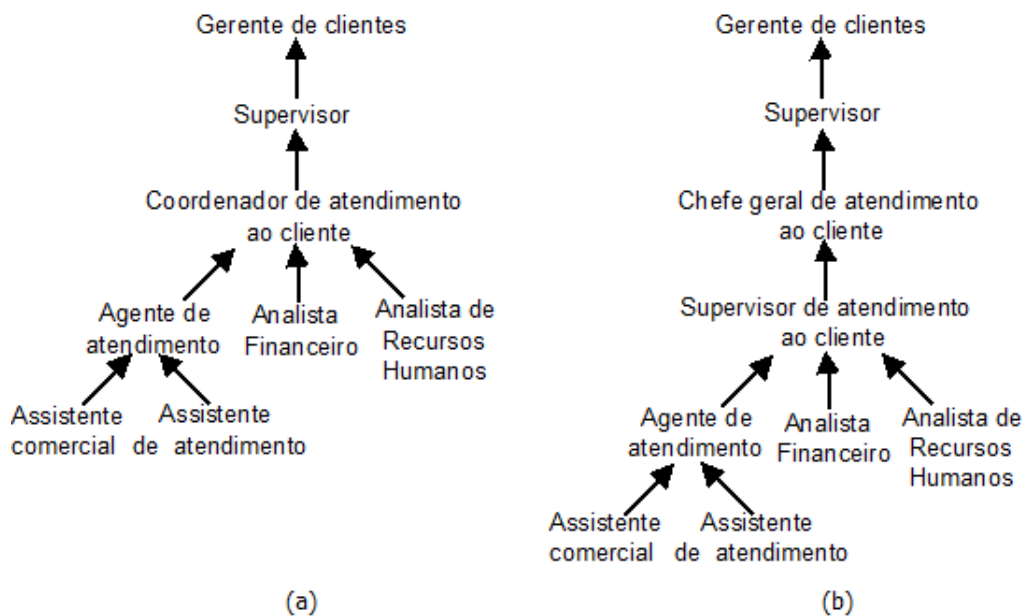 Gerente de clientes
Supervisor
Coordenador de atendimento
ao cliente
Agente de
atendimento
Analista
Financeiro
Analista de
Recursos
Humanos
Assistente
comercial
Assistente
de atendimento
(a)
Gerente de clientes
Supervisor
Chefe geral de atendimento
ao cliente
Supervisor de atendimento
ao cliente
Agente de
atendimento
Analista
Financeiro
Analista de
Recursos
Humanos
Assistente
comercial
Assistente
de atendimento
(b)